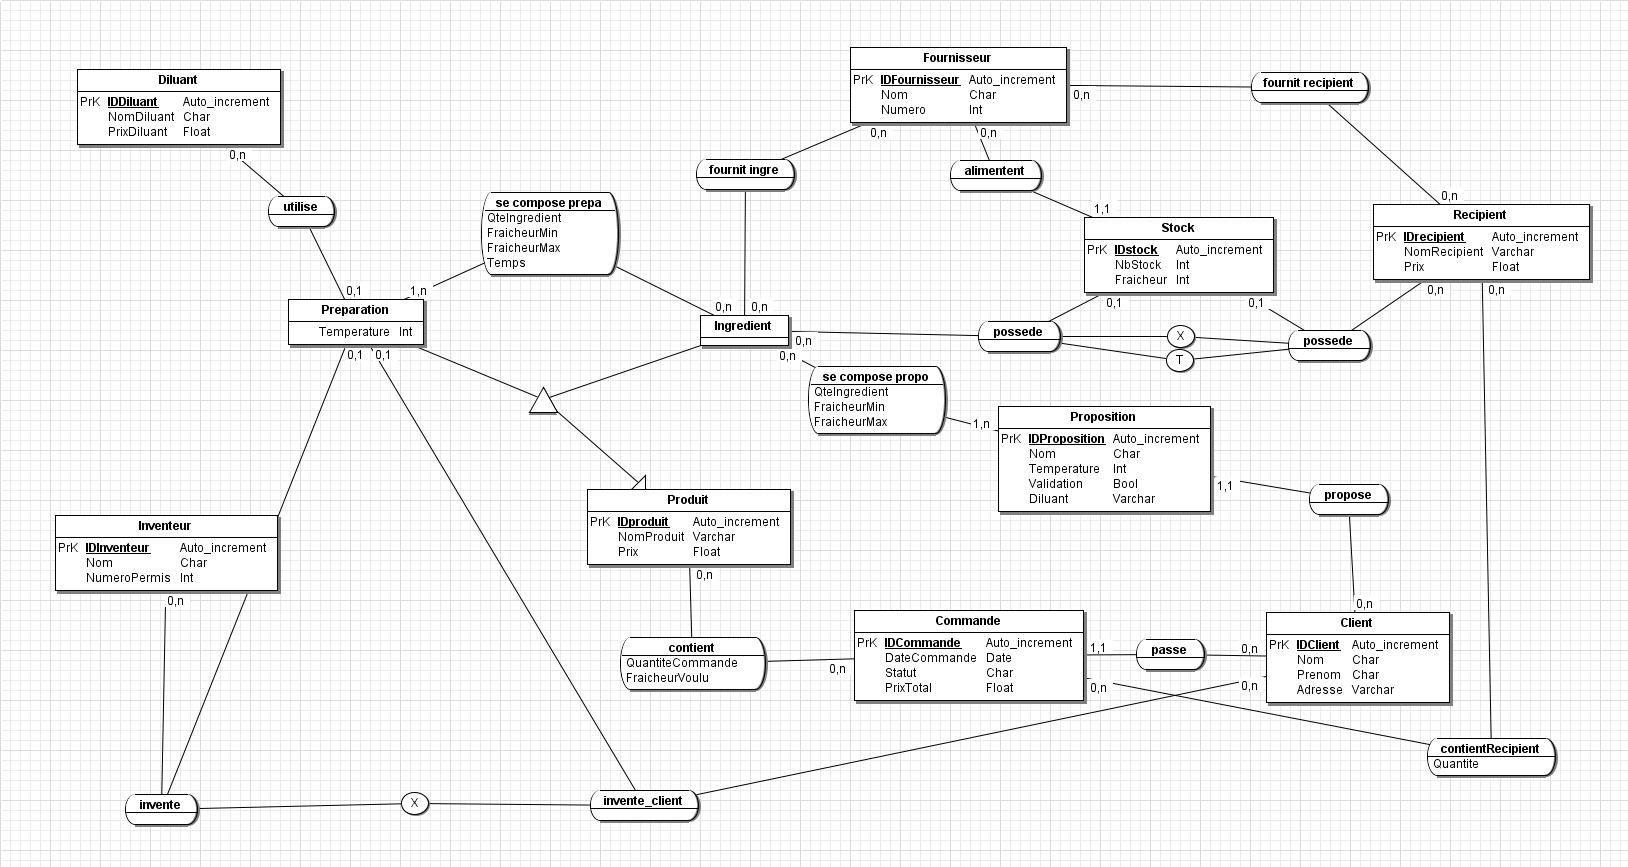 Diluant
PrK IDDiluant Auto_increment
NomDiluant Char
PrixDiluant Float
0,n
utilise
0,1
Fournisseur
PrK IDFournisseur Auto_increment
Nom Char
Numero Int
0,n
0,n
0,n
fournit recipient
fournit ingre
alimentent
se compose prepa
QteIngredient
FraicheurMin
FraicheurMax
Temps
1,n
0,n
0,n
1,1
0,n
Stock
PrK IDstock Auto_increment
NbStock Int
Fraicheur Int
0,1
0,1
Recipient
PrK IDrecipient Auto_increment
NomRecipient Varchar
Prix Float
0,n
0,n
Preparation
Temperature Int
0,1
0,1
Ingredient
0,n
0,n
possede
X
T
possede
se compose propo
QteIngredient
FraicheurMin
FraicheurMax
1,n
Proposition
PrK IDProposition Auto_increment
Nom Char
Temperature Int
Validation Bool
Diluant Varchar
1,1
propose
0,n
Produit
PrK IDproduit Auto_increment
NomProduit Varchar
Prix Float
0,n
Inventeur
PrK IDInventeur Auto_increment
Nom Char
NumeroPermis Int
0,n
contient
QuantiteCommande
FraicheurVoulu
0,n
Commande
PrK IDCommande Auto_increment
DateCommande Date
Statut Char
PrixTotal Float
1,1
0,n
passe
0,n
0,n
Client
PrK IDClient Auto_increment
Nom Char
Prenom Char
Adresse Varchar
contientRecipient
Quantite
invente
X
invente_client